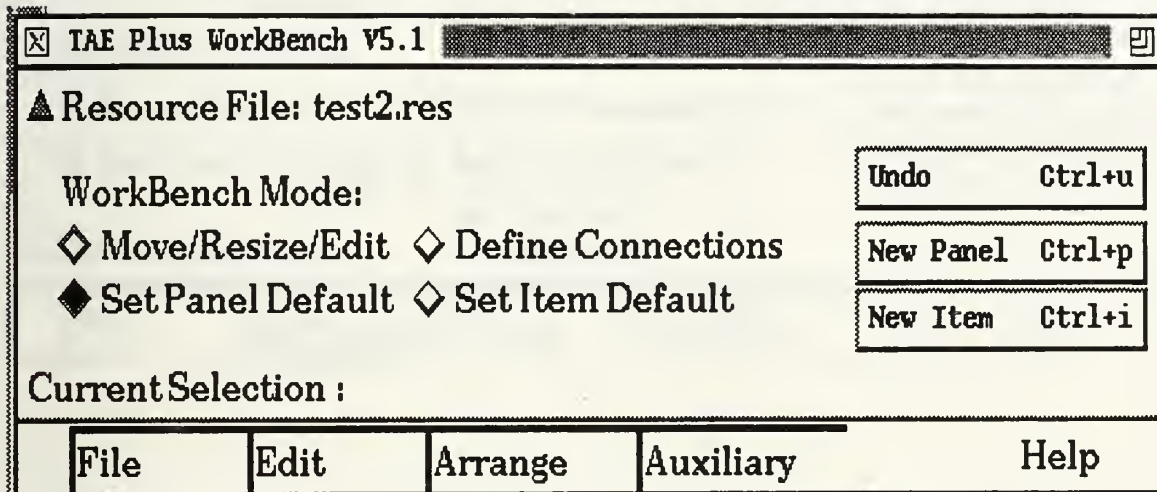 TAE Plus WorkBench V5.1
Resource File: test2.res
WorkBench Mode:
Move/Resize/Edit Define Connections
Set Panel Default Set Item Default
Undo Ctrl+u
New Panel Ctrl+p
New Item Ctrl+i
Current Selection :
File Edit Arrange Auxiliary Help